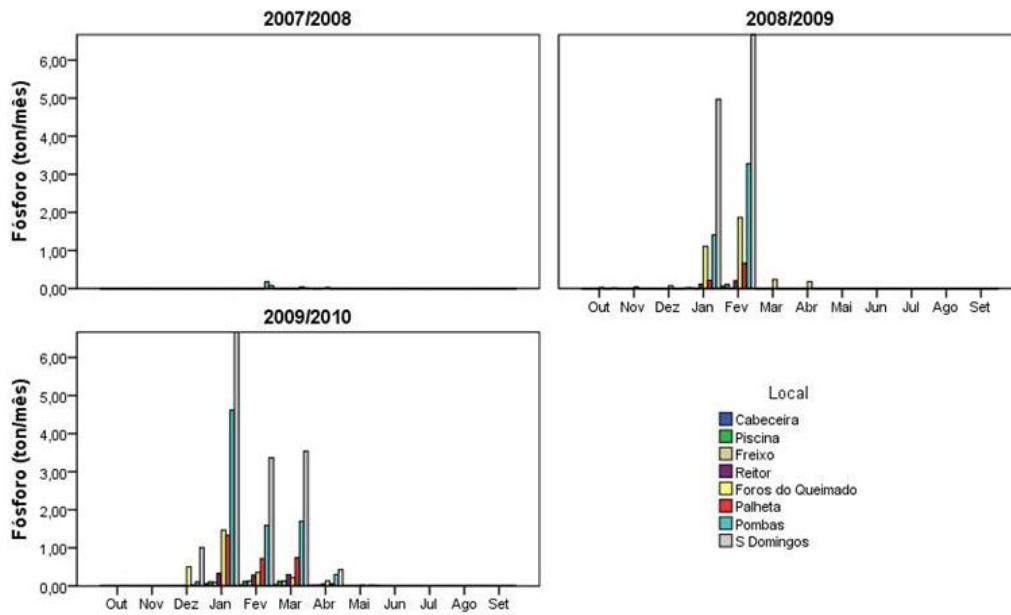 2007/2008
2008/2009
Fósforo (ton/mês)
6,00
5,00
4,00
3,00
2,00
1,00
0,00
Out Nov Dez Jan Fev Mar Abr Mai Jun Jul Ago Set
2009/2010
Fósforo (ton/mês)
6,00
5,00
4,00
3,00
2,00
1,00
0,00
Out Nov Dez Jan Fev Mar Abr Mai Jun Jul Ago Set
Local
Cabeceira
Piscina
Freixo
Reitor
Foros do Queimado
Palheta
Pombas
S Domingos